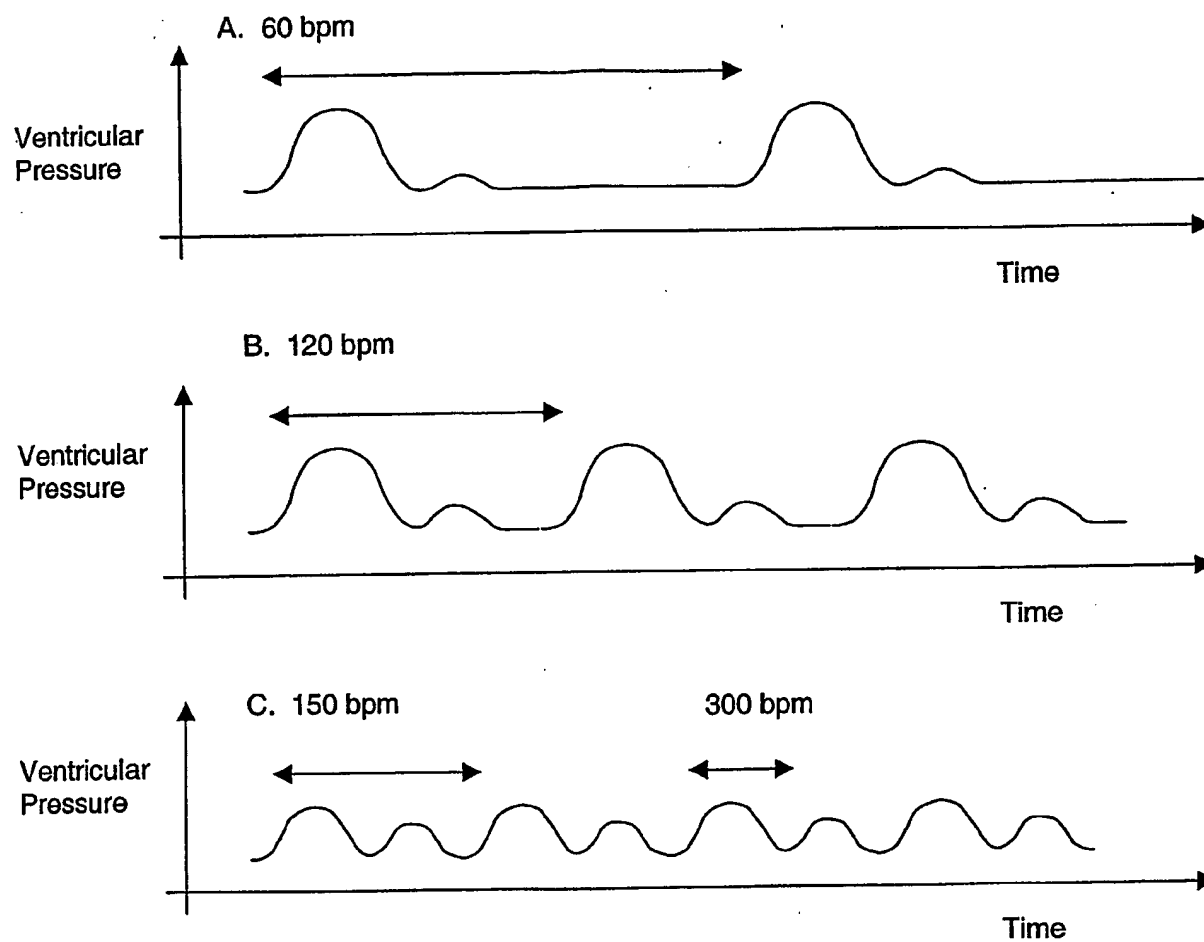 A. 60 bpm
Ventricular
Pressure
Time
B. 120 bpm
Ventricular
Pressure
Time
C. 150 bpm
300 bpm
Ventricular
Pressure
Time